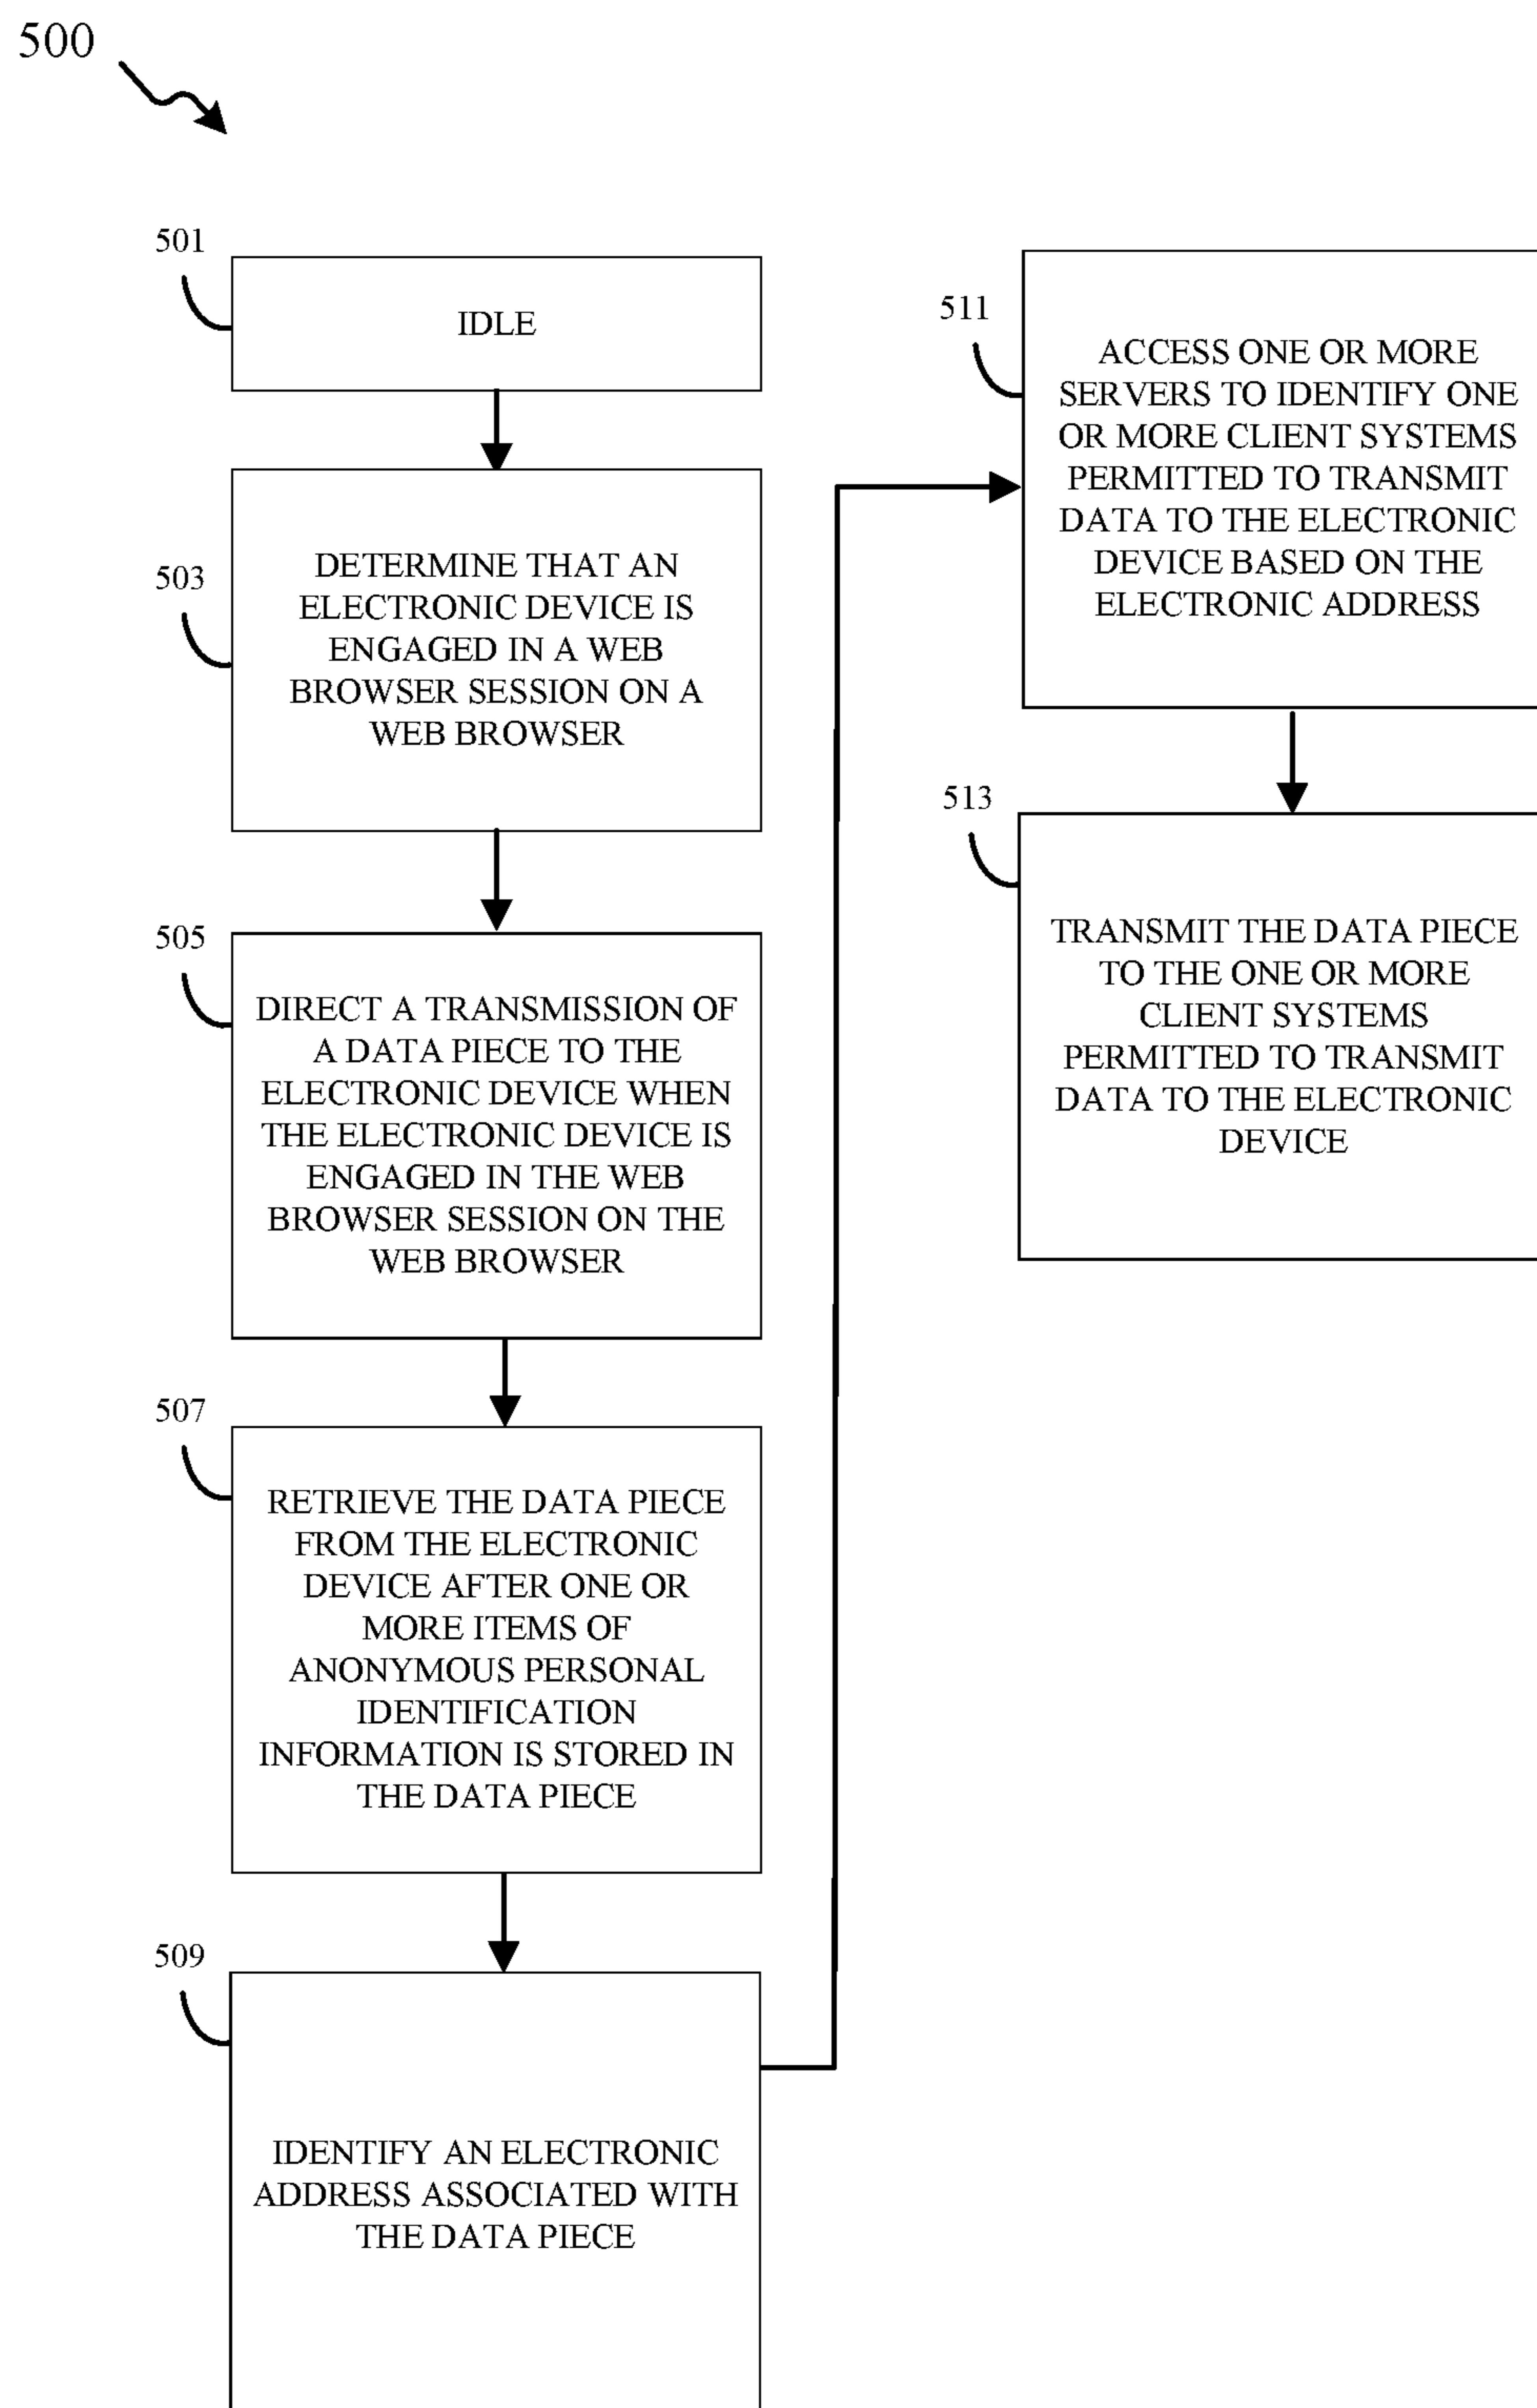 500
501
IDLE
503
DETERMINE THAT AN
ELECTRONIC DEVICE IS
ENGAGED IN A WEB
BROWSER SESSION ON A
WEB BROWSER
505
DIRECT A TRANSMISSION OF
A DATA PIECE TO THE
ELECTRONIC DEVICE WHEN
THE ELECTRONIC DEVICE IS
ENGAGED IN THE WEB
BROWSER SESSION ON THE
WEB BROWSER
507
RETRIEVE THE DATA PIECE
FROM THE ELECTRONIC
DEVICE AFTER ONE OR
MORE ITEMS OF
ANONYMOUS PERSONAL
IDENTIFICATION
INFORMATION IS STORED IN
THE DATA PIECE
509
IDENTIFY AN ELECTRONIC
ADDRESS ASSOCIATED WITH
THE DATA PIECE
511
ACCESS ONE OR MORE
SERVERS TO IDENTIFY ONE
OR MORE CLIENT SYSTEMS
PERMITTED TO TRANSMIT
DATA TO THE ELECTRONIC
DEVICE BASED ON THE
ELECTRONIC ADDRESS
513
TRANSMIT THE DATA PIECE
TO THE ONE OR MORE
CLIENT SYSTEMS
PERMITTED TO TRANSMIT
DATA TO THE ELECTRONIC
DEVICE